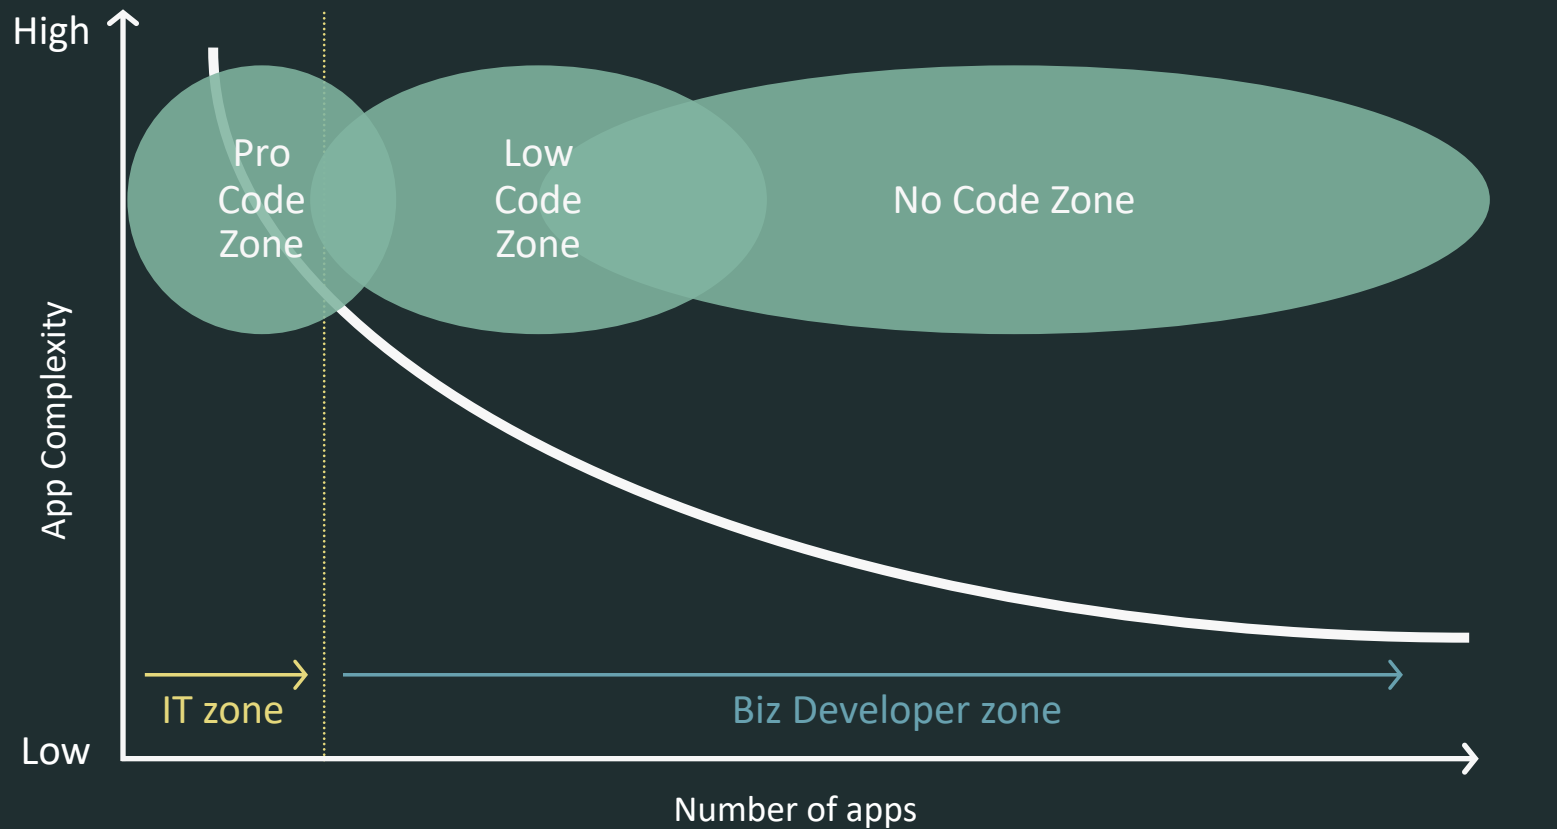 High
Pro
Code
Zone
Low
Code
Zone
No Code Zone
App Complexity
IT zone
Biz Developer zone
Low
Number of apps